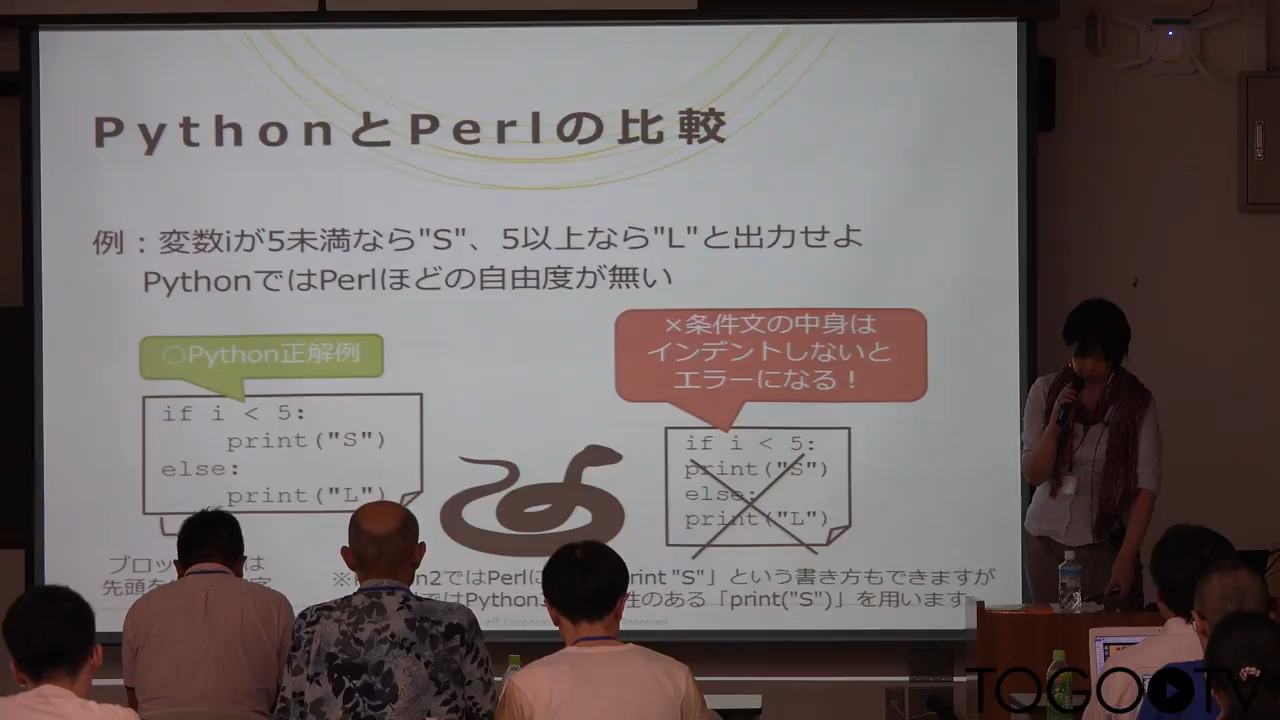 PythonとPerlの比較
例：変数iが5未満なら"S"、5以上なら"L"と出力せよ
PythonではPerlほどの自由度が無い
○Python正解例
if i < 5:
print("S")
else:
print("L")
×条件文の中身は
インデントしないと
エラーになる！
if i < 5:
print("S")
else:
print("L")
ブロッ は
先頭を
※ n2ではPerlに rint "S"」という書き方もできますが
ではPython3 性のある「print("S")」を用います
TOGOTV